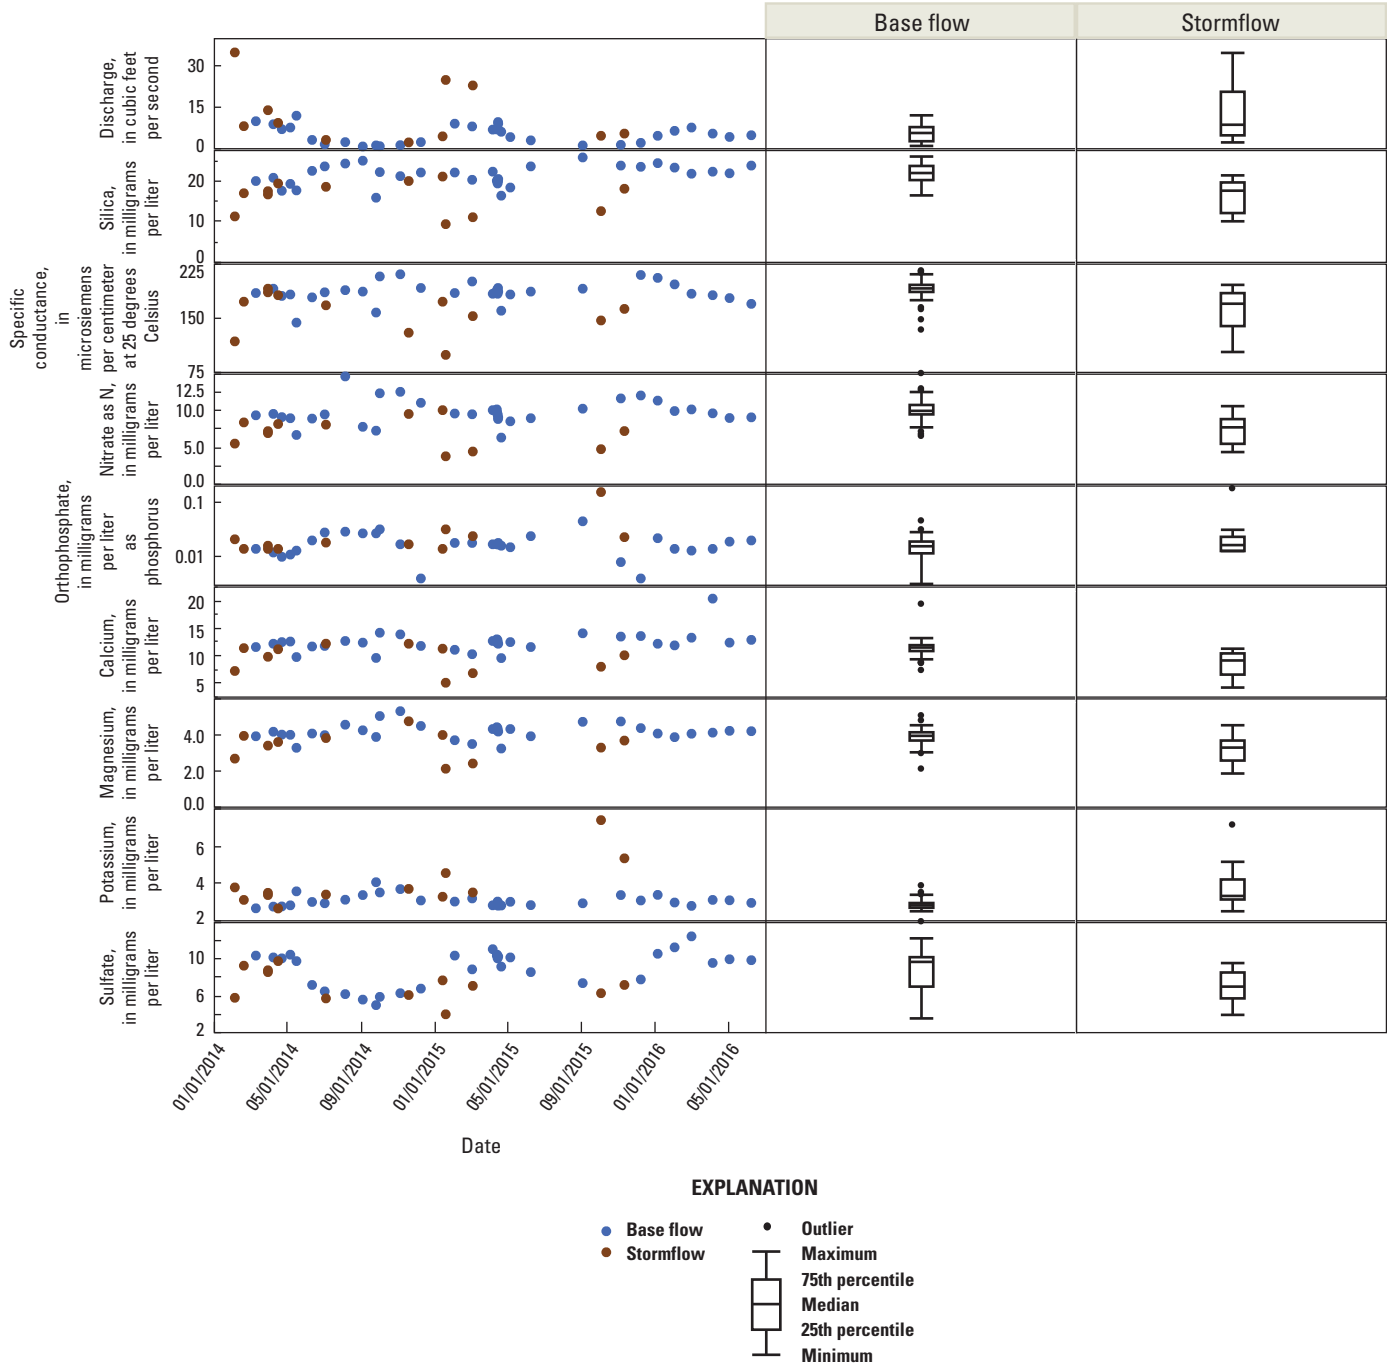 Base flow
Stormflow
Discharge,
in cubic feet
per second
30
15
0
Silica,
in milligrams
per liter
20
10
0
Specific
conductance,
in
microsiemens
per centimeter
at 25 degrees
Celsius
225
150
75
Nitrate as N,
in milligrams
per liter
12.5
10.0
5.0
0.0
Orthophosphate,
in milligrams
per liter
as
phosphorus
0.1
0.01
Calcium,
in milligrams
per liter
20
15
10
5
Magnesium,
in milligrams
per liter
4.0
2.0
0.0
Potassium,
in milligrams
per liter
6
4
2
Sulfate,
in milligrams
per liter
10
6
2
01/01/2014
05/01/2014
09/01/2014
01/01/2015
05/01/2015
09/01/2015
01/01/2016
05/01/2016
Date
EXPLANATION
Base flow
Stormflow
Outlier
Maximum
75th percentile
Median
25th percentile
Minimum